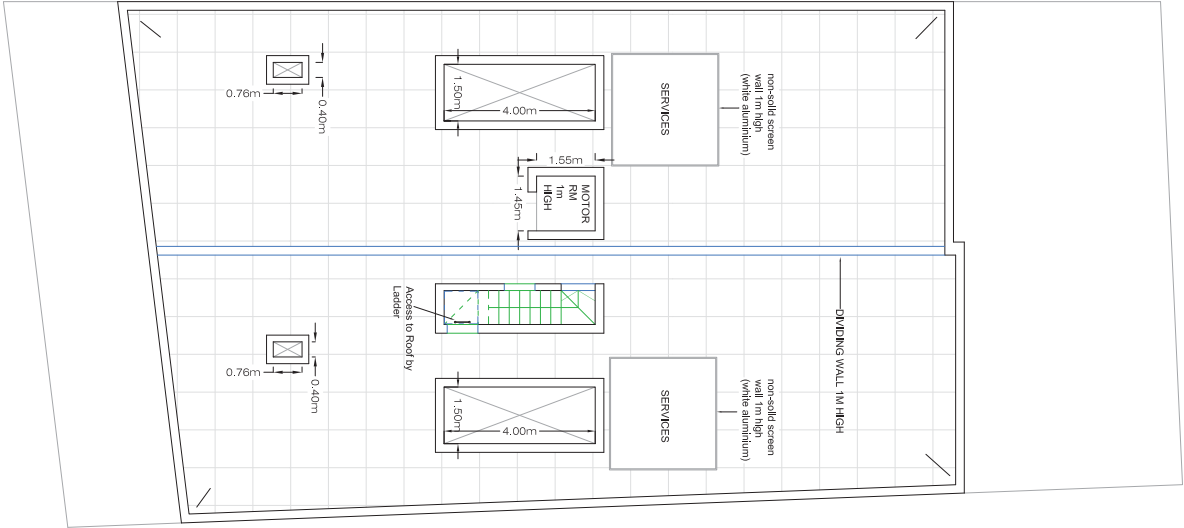 0.76m
0.40m
1.50m
4.00m
SERVICES
non-solid screen
wall 1m high
(white aluminium)
1.55m
1.45m
MOTOR
RM
1m
HIGH
Access to Roof by
Ladder
DIVIDING WALL 1M HIGH
0.76m
0.40m
1.50m
4.00m
SERVICES
non-solid screen
wall 1m high
(white aluminium)